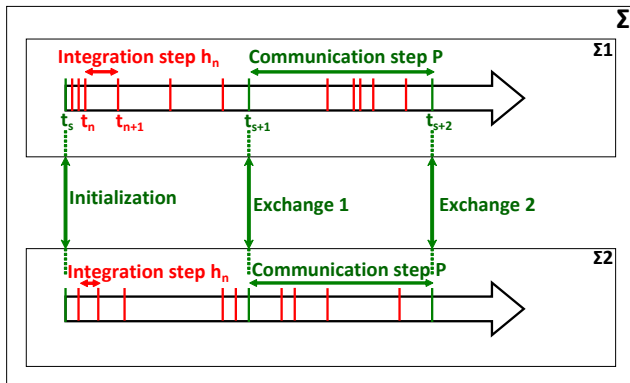 Σ
Σ1
Integration step hn
Communication step P
ts
tn
tn+1
ts+1
ts+2
Initialization
Exchange 1
Exchange 2
Σ2
Integration step hn
Communication step P